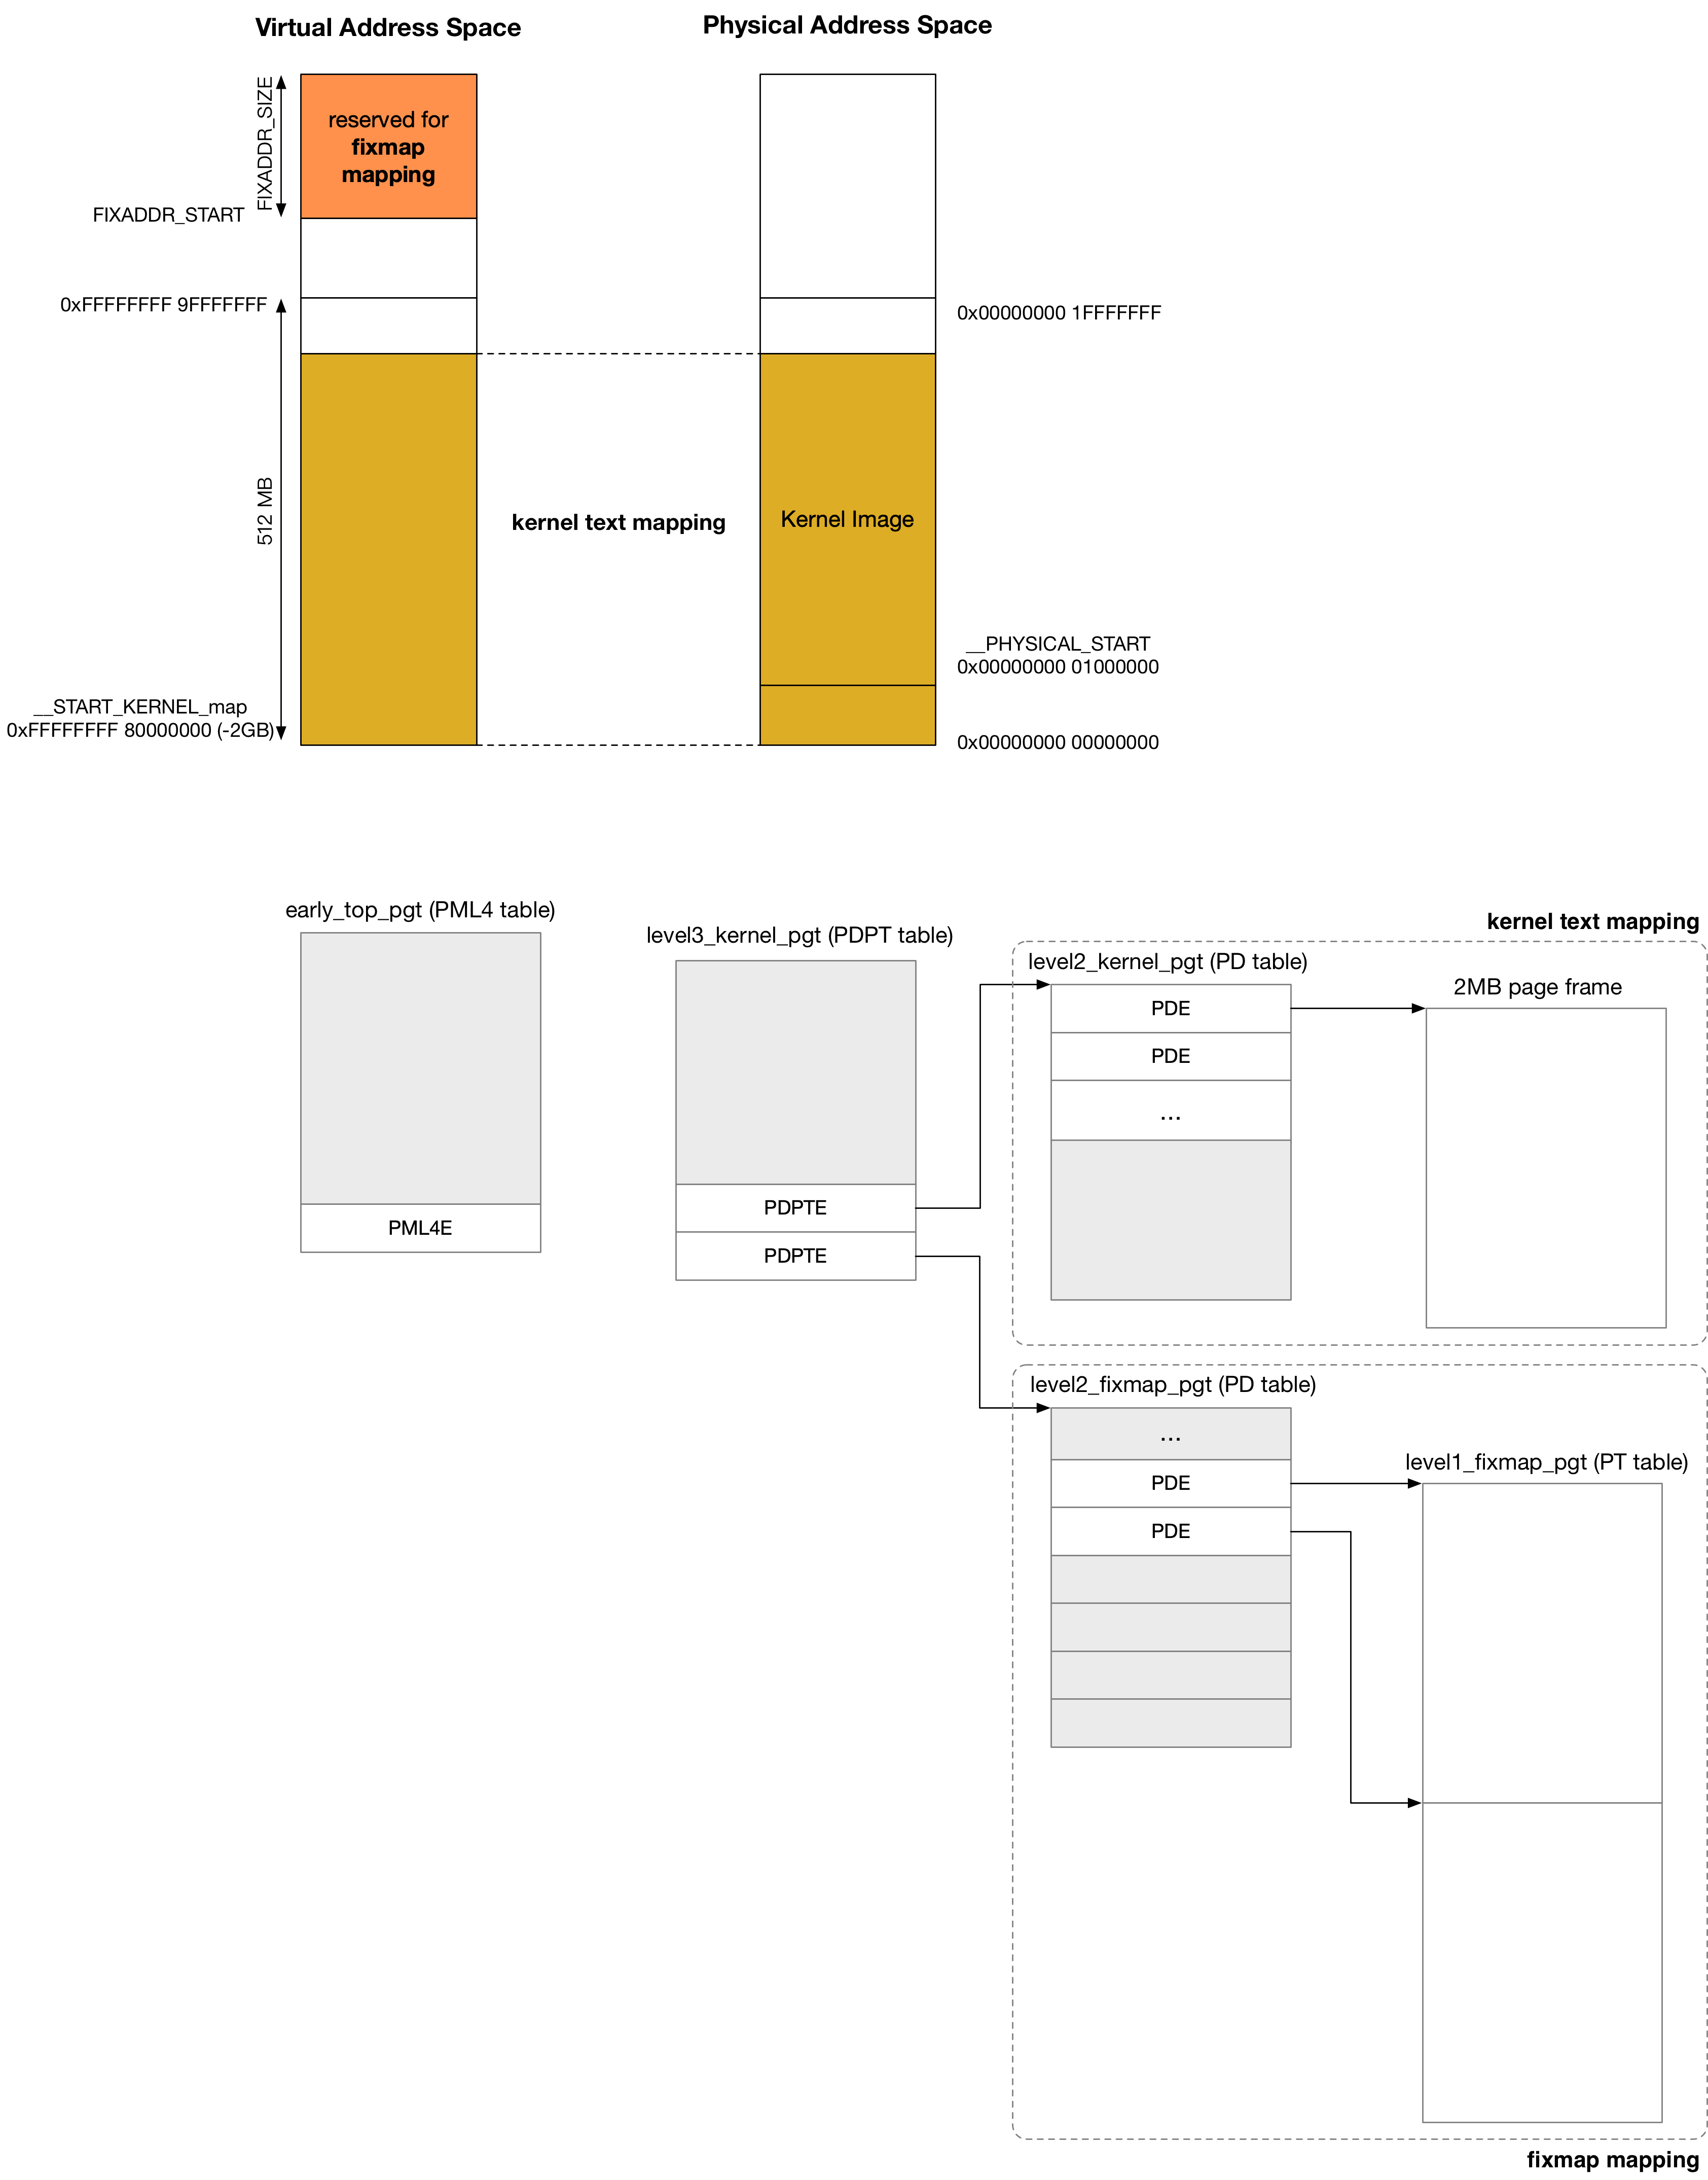 Virtual Address Space
Physical Address Space
FIXADDR_SIZE
reserved for
fixmap
mapping
FIXADDR_START
0xFFFFFFFF 9FFFFFFF
0x00000000 1FFFFFFF
512 MB
kernel text mapping
Kernel Image
__PHYSICAL_START
0x00000000 01000000
__START_KERNEL_map
0xFFFFFFFF 80000000 (-2GB)
0x00000000 00000000
early_top_pgt (PML4 table)
PML4E
level3_kernel_pgt (PDPT table)
PDPTE
PDPTE
kernel text mapping
level2_kernel_pgt (PD table)
PDE
PDE
...
2MB page frame
level2_fixmap_pgt (PD table)
...
PDE
PDE
level1_fixmap_pgt (PT table)
fixmap mapping